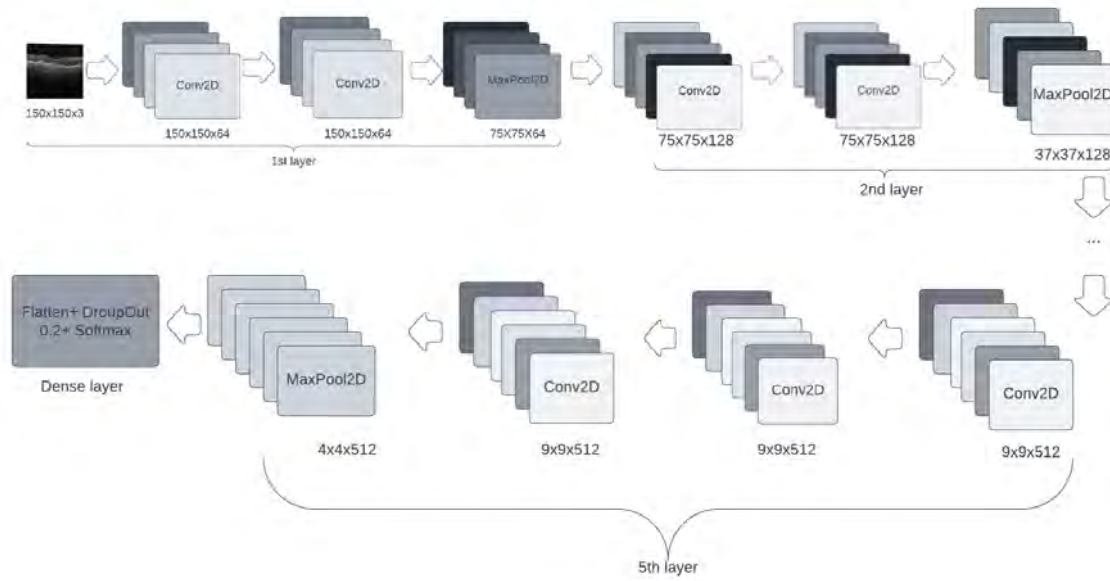 Conv2D
Conv2D
MaxPool2D
Conv2D
Conv2D
MaxPool2D
150x150x3
150x150x64
150x150x64
75X75X64
75x75x128
75x75x128
37x37x128
1st layer
2nd layer
...
Flatten+ DroupOut
0.2+ Softmax
MaxPool2D
Conv2D
Conv2D
Conv2D
Dense layer
4x4x512
9x9x512
9x9x512
9x9x512
5th layer